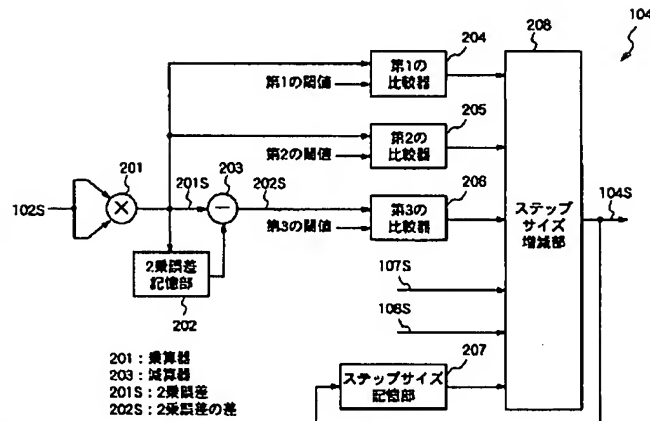 104
204
208
第1の
比較器
第1の閾値
205
第2の
比較器
第2の閾値
201
203
201S
202S
206
102S
第3の
比較器
第3の閾値
ステップ
サイズ
増減部
104S
2乗誤差
記憶部
202
107S
108S
207
ステップサイズ
記憶部
201：乗算器
203：減算器
201S：2乗誤差
202S：2乗誤差の差